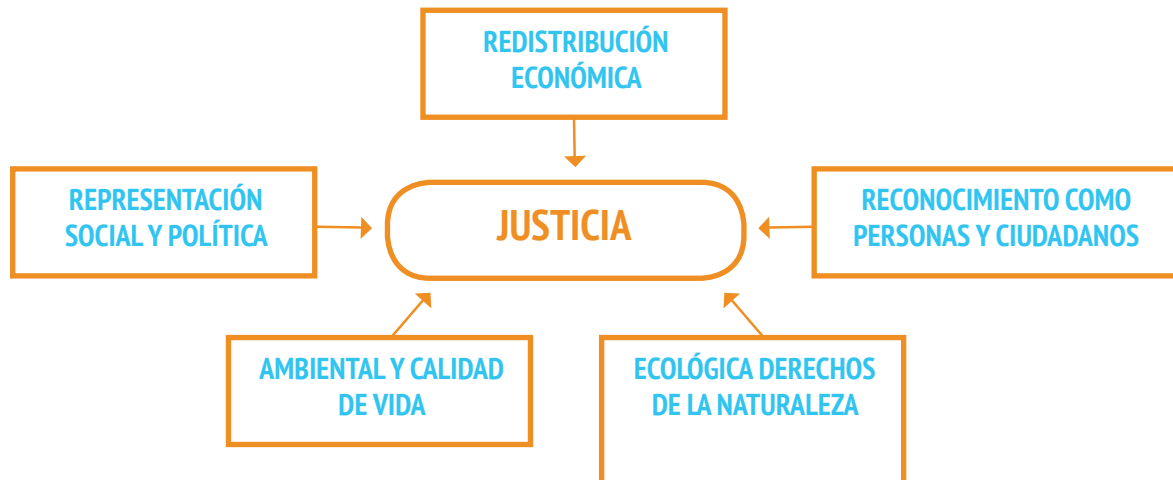 REDISTRIBUCIÓN
ECONÓMICA
REPRESENTACIÓN
SOCIAL Y POLÍTICA
JUSTICIA
RECONOCIMIENTO COMO
PERSONAS Y CIUDADANOS
AMBIENTAL Y CALIDAD
DE VIDA
ECOLÓGICA DERECHOS
DE LA NATURALEZA